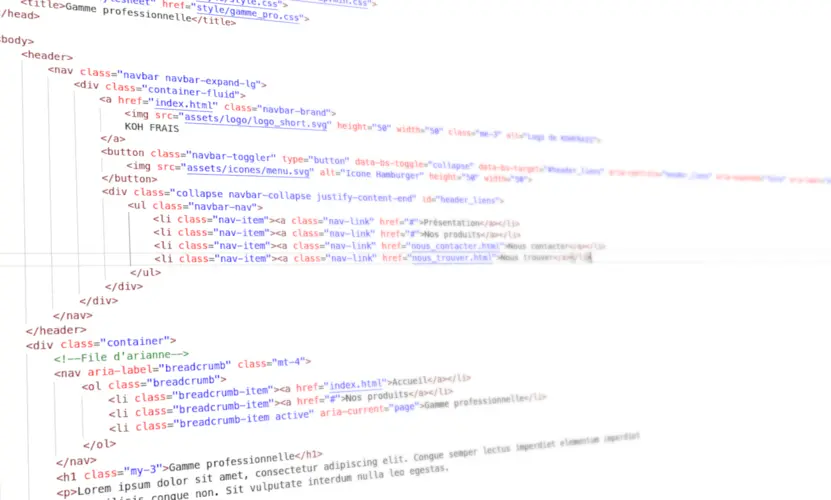 href="style/style.css">
<title>Gamme professionnelle</title> href="style/gamme_pro.css">
</head>
<body>
<header>
<nav class="navbar navbar-expand-lg">
<div class="container-fluid">
<a href="index.html" class="navbar-brand">
<img src="assets/logo/logo_short.svg" height="50" width="50" class="me-3" alt="Logo de KOHFRAIS">
KOH FRAIS
</a>
<button class="navbar-toggler" type="button" data-bs-toggle="collapse" data-bs-target="#header_liens"
<img src="assets/icones/menu.svg" alt="Icone Hamburger" height="50" width="50">
</button>
<div class="collapse navbar-collapse justify-content-end" id="header_liens">
<ul class="navbar-nav">
<li class="nav-item"><a class="nav-link" href="#">Présentation</a></li>
<li class="nav-item"><a class="nav-link" href="#">Nos produits</a></li>
<li class="nav-item"><a class="nav-link" href="nous_contacter.html">Nous contacter</a></li>
<li class="nav-item"><a class="nav-link" href="nous_trouver.html">Nous trouver</a></li
</ul>
</div>
</div>
</nav>
</header>
<div class="container">
<!--File d'arianne-->
<nav aria-label="breadcrumb" class="mt-4">
<ol class="breadcrumb">
<li class="breadcrumb-item"><a href="index.html">Accueil</a></li>
<li class="breadcrumb-item"><a href="#">Nos produits</a></li>
<li class="breadcrumb-item active" aria-current="page">Gamme professionnelle</li>
</ol>
</nav>
<h1 class="my-3">Gamme professionnelle</h1>
<p>Lorem ipsum dolor sit amet, consectetur adipiscing elit. Congue semper lectus imperdiet elementum imperdiet
congue non. Sit vulputate interdum nulla leo egestas.